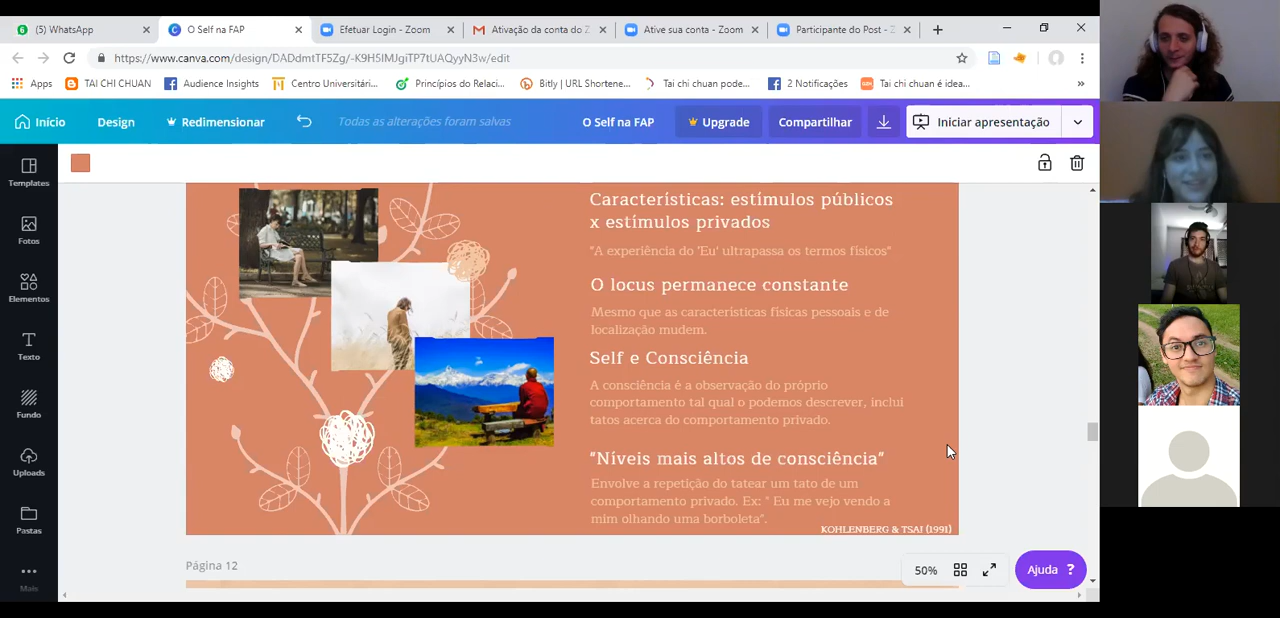 (5) WhatsApp
O Self na FAP
Efetuar Login - Zoom
Ativação da conta do Z
Ative sua conta - Zoom
Participante do Post - Z
https://www.canva.com/design/DADdmtTF5Zg/-K9H5IMJgiTP7tUAQyyN3w/edit
Apps
TAI CHI CHUAN
Audience Insights
Centro Universitári...
Princípios do Relaci...
Bitly | URL Shortene...
Tai chi chuan pode...
2 Notificações
Tai chi chuan é idea...
»
Início
Design
Redimensionar
Todas as alterações foram salvas
O Self na FAP
Upgrade
Compartilhar
Iniciar apresentação
Templates
Fotos
Elementos
Texto
Fundo
Uploads
Pastas
Mais
Características: estímulos públicos
x estímulos privados
"A experiência do 'Eu' ultrapassa os termos físicos"
O locus permanece constante
Mesmo que as características físicas pessoais e de
localização mudem.
Self e Consciência
A consciência é a observação do próprio
comportamento tal qual o podemos descrever, inclui
tatos acerca do comportamento privado.
"Níveis mais altos de consciência"
Envolve a repetição do tatear um tato de um
comportamento privado. Ex: " Eu me vejo vendo a
mim olhando uma borboleta".
KOHLENBERG & TSAI (1991)
Página 12
50%
Ajuda ?